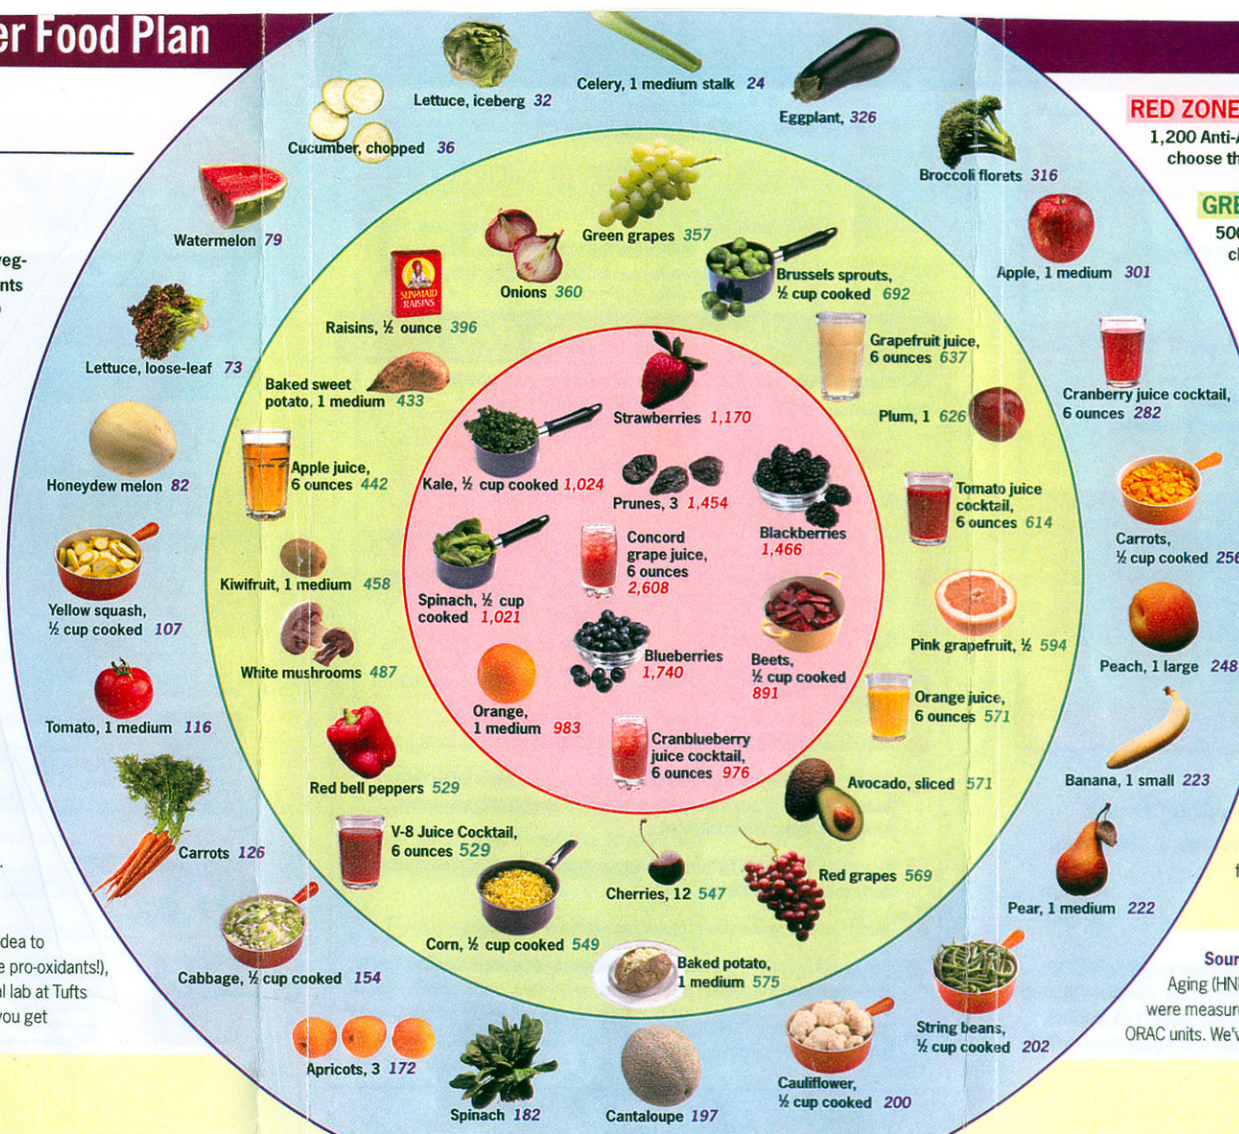 er Food Plan
Lettuce, iceberg 32
Celery, 1 medium stalk 24
Eggplant, 326
Cucumber, chopped 36
Broccoli florets 316
RED ZONE
1,200 Anti-A
choose th
Watermelon 79
Green grapes 357
Apple, 1 medium 301
GRE
500
cl
veg-
nts
Onions 360
Brussels sprouts,
½ cup cooked 692
SUN-MAID
RAISINS
Raisins, ½ ounce 396
Grapefruit juice,
6 ounces 637
Lettuce, loose-leaf 73
Baked sweet
potato, 1 medium 433
Strawberries 1,170
Plum, 1 626
Cranberry juice cocktail,
6 ounces 282
Honeydew melon 82
Apple juice,
6 ounces 442
Kale, ½ cup cooked 1,024
Prunes, 3 1,454
Blackberries
1,466
Tomato juice
cocktail,
6 ounces 614
Carrots,
½ cup cooked 256
Concord
grape juice,
6 ounces
2,608
Kiwifruit, 1 medium 458
Spinach, ½ cup
cooked 1,021
Yellow squash,
½ cup cooked 107
White mushrooms 487
Blueberries
1,740
Beets,
½ cup cooked
891
Pink grapefruit, ½ 594
Peach, 1 large 248
Tomato, 1 medium 116
Orange,
1 medium 983
Orange juice,
6 ounces 571
Cranblueberry
juice cocktail,
6 ounces 976
Red bell peppers 529
Avocado, sliced 571
Banana, 1 small 223
Carrots 126
V-8 Juice Cocktail,
6 ounces 529
Cherries, 12 547
Red grapes 569
Pear, 1 medium 222
Corn, ½ cup cooked 549
Baked potato,
1 medium 575
Cabbage, ½ cup cooked 154
dea to
e pro-oxidants!),
al lab at Tufts
you get
String beans,
½ cup cooked 202
Sour
Aging (HN
were measure
ORAC units. We'v
Apricots, 3 172
Spinach 182
Cantaloupe 197
Cauliflower,
½ cup cooked 200